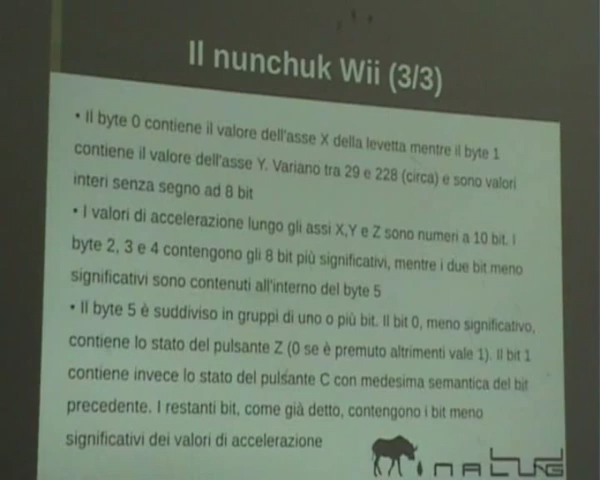 Il nunchuk Wii (3/3)
• Il byte 0 contiene il valore dell'asse X della levetta mentre il byte 1
contiene il valore dell'asse Y. Variano tra 29 e 228 (circa) e sono valori
interi senza segno ad 8 bit
• I valori di accelerazione lungo gli assi X,Y e Z sono numeri a 10 bit. I
byte 2, 3 e 4 contengono gli 8 bit più significativi, mentre i due bit meno
significativi sono contenuti all'interno del byte 5
• Il byte 5 è suddiviso in gruppi di uno o più bit. Il bit 0, meno significativo,
contiene lo stato del pulsante Z (0 se è premuto altrimenti vale 1). Il bit 1
contiene invece lo stato del pulsante C con medesima semantica del bit
precedente. I restanti bit, come già detto, contengono i bit meno
significativi dei valori di accelerazione